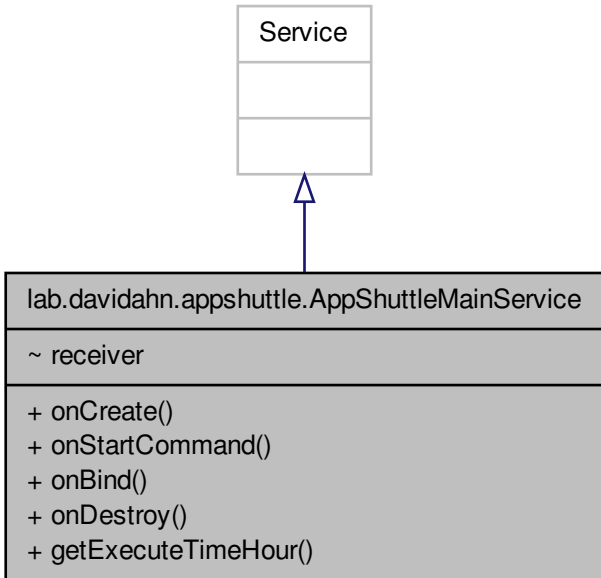 Service
lab.davidahn.appshuttle.AppShuttleMainService
~ receiver
+ onCreate()
+ onStartCommand()
+ onBind()
+ onDestroy()
+ getExecuteTimeHour()